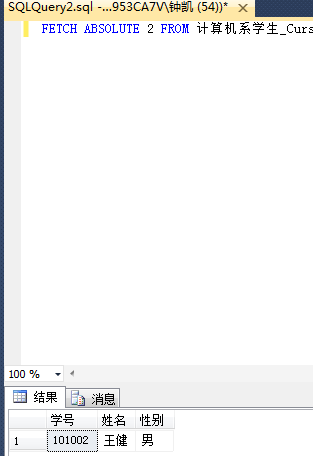 SQLQuery2.sql -...953CA7V\钟凯 (54))*
FETCH ABSOLUTE 2 FROM 计算机系学生_Curs
100 %
结果 消息
学号 姓名 性别
1 101002 王健 男